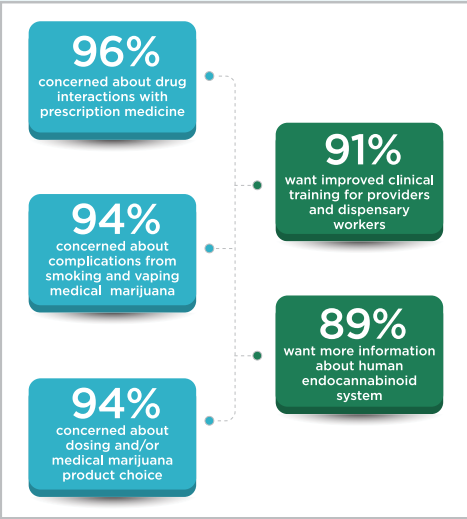 96%
concerned about drug
interactions with
prescription medicine
94%
concerned about
complications from
smoking and vaping
medical marijuana
94%
concerned about
dosing and/or
medical marijuana
product choice
91%
want improved clinical
training for providers
and dispensary
workers
89%
want more information
about human
endocannabinoid
system